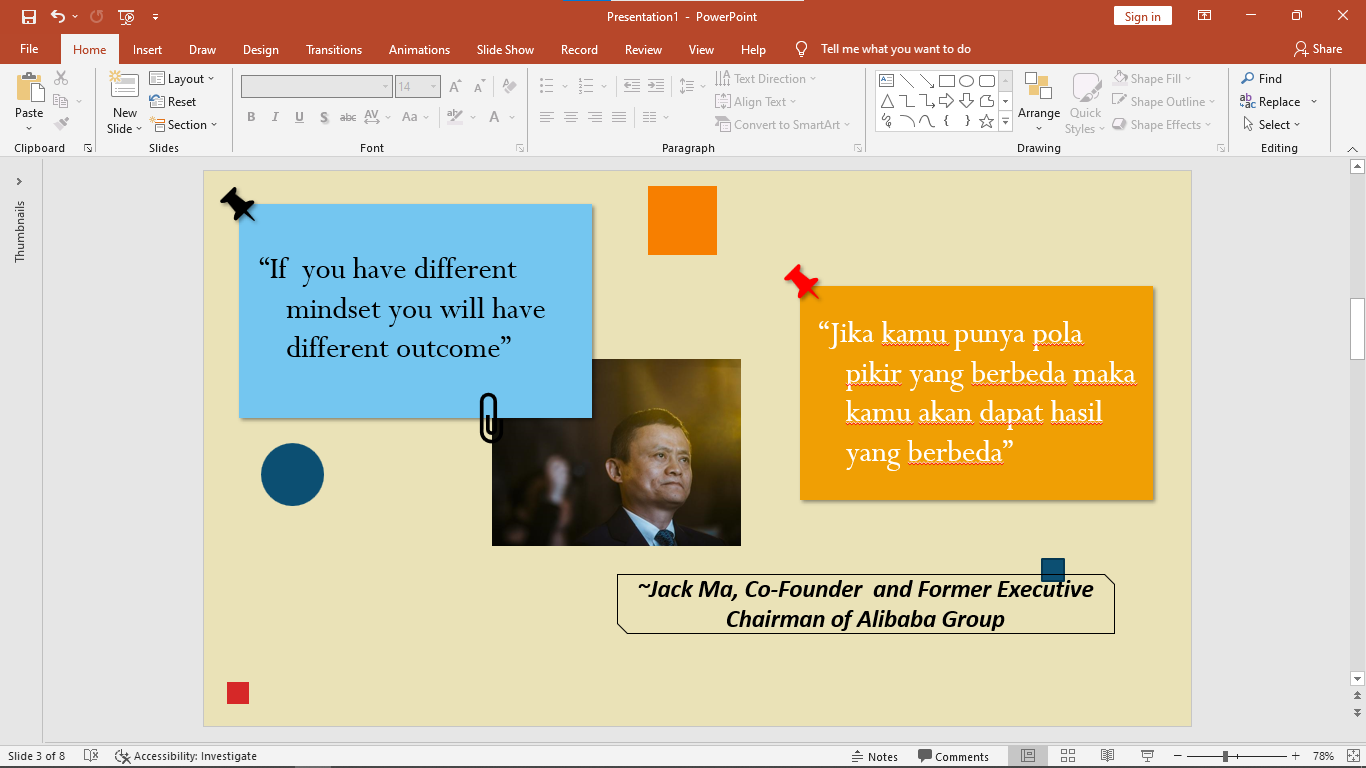 Presentation1 - PowerPoint
Sign in
File Home Insert Draw Design Transitions Animations Slide Show Record Review View Help Tell me what you want to do Share
Paste
Clipboard
New Slide
Layout
Reset
Section
Slides
14
B I U S abc AV Aa A
Font
Text Direction
Align Text
Convert to SmartArt
Paragraph
Arrange
Quick Styles
Shape Fill
Shape Outline
Shape Effects
Drawing
Find
Replace
Select
Editing
Thumbnails
“If  you have different
mindset you will have
different outcome”
“Jika kamu punya pola
pikir yang berbeda maka
kamu akan dapat hasil
yang berbeda”
~Jack Ma, Co-Founder  and Former Executive
Chairman of Alibaba Group
Slide 3 of 8 Accessibility: Investigate Notes Comments 78%